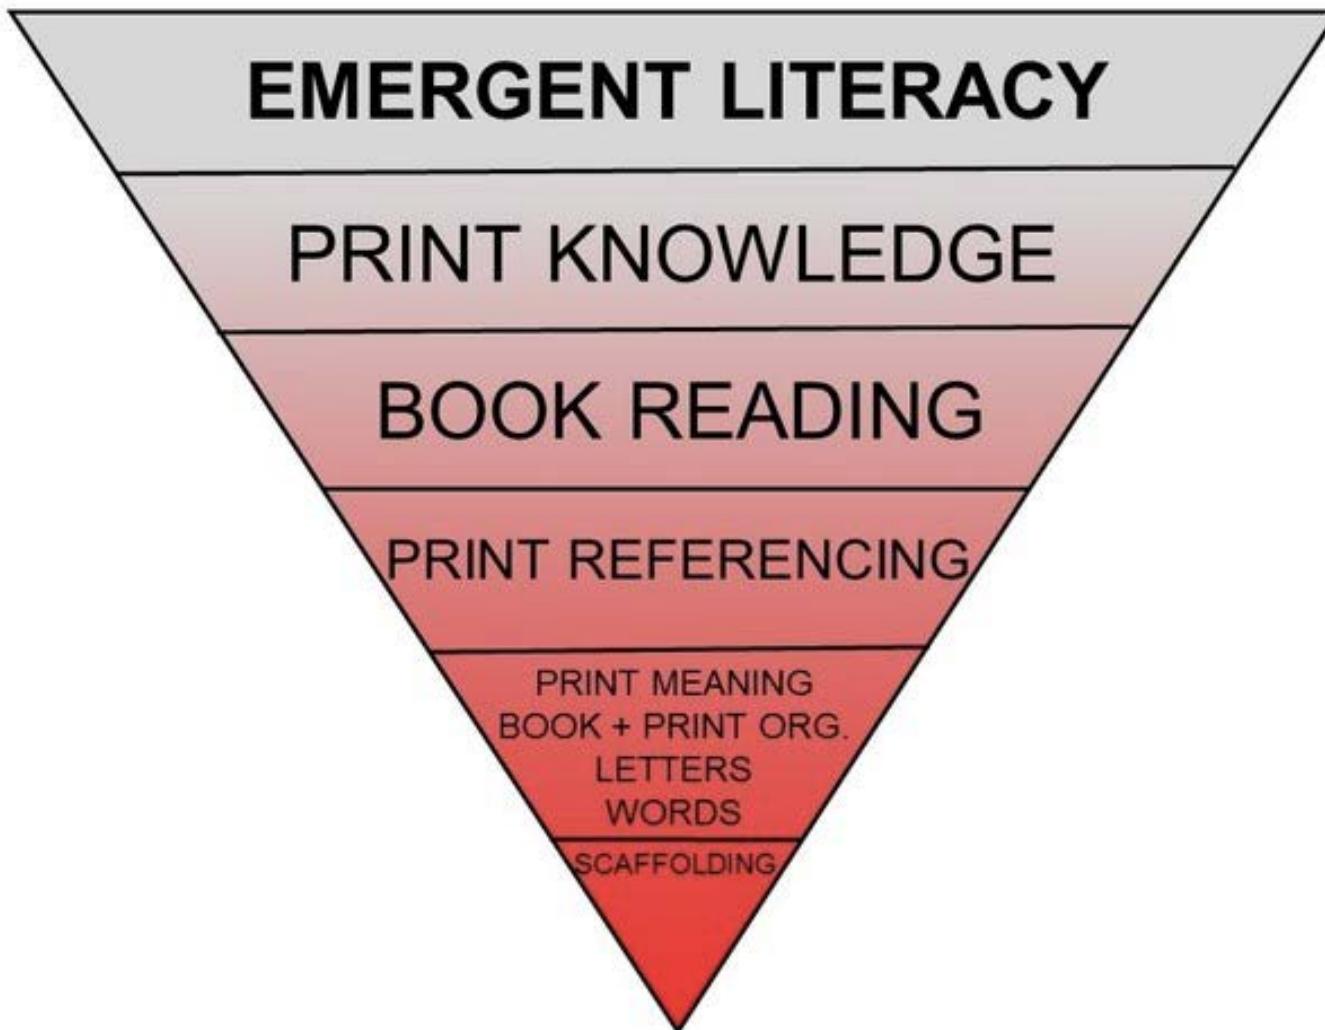 EMERGENT LITERACY
PRINT KNOWLEDGE
BOOK READING
PRINT REFERENCING
PRINT MEANING
BOOK + PRINT ORG.
LETTERS
WORDS
SCAFFOLDING